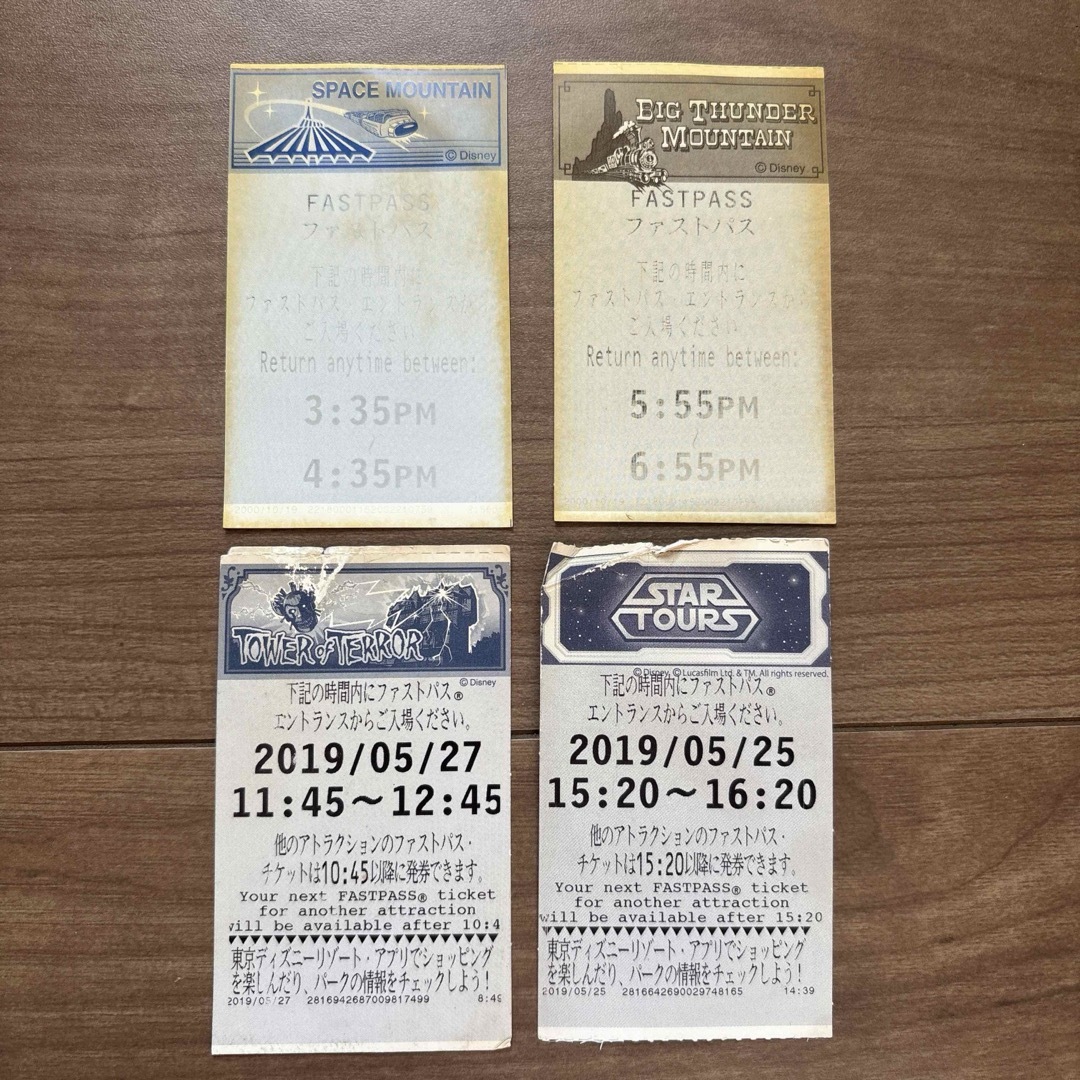 SPACE MOUNTAIN
© Disney
FASTPASS
ファストパス
下記の時間内に
ファストパス・エントランスから
ご入場ください
Return anytime between:
3:35PM
~
4:35PM
BIG THUNDER
MOUNTAIN
© Disney
FASTPASS
ファストパス
下記の時間内に
ファストパス・エントランスから
ご入場ください
Return anytime between:
5:55PM
~
6:55PM
TOWER OF TERROR
© Disney
下記の時間内にファストパス®
エントランスからご入場ください。
2019/05/27
11:45〜12:45
他のアトラクションのファストパス・
チケットは10:45以降に発券できます。
Your next FASTPASS® ticket
for another attraction
will be available after 10:4
東京ディズニーリゾート・アプリでショッピング
を楽しんだり、パークの情報をチェックしよう!
2019/05/27 2816942687009817499 8:49
STAR
TOURS
© Disney, © Lucasfilm Ltd. & TM. All rights reserved.
下記の時間内にファストパス®
エントランスからご入場ください。
2019/05/25
15:20〜16:20
他のアトラクションのファストパス・
チケットは15:20以降に発券できます。
Your next FASTPASS® ticket
for another attraction
will be available after 15:20
東京ディズニーリゾート・アプリでショッピング
を楽しんだり、パークの情報をチェックしよう!
2019/05/25 2816642690029748165 14:39